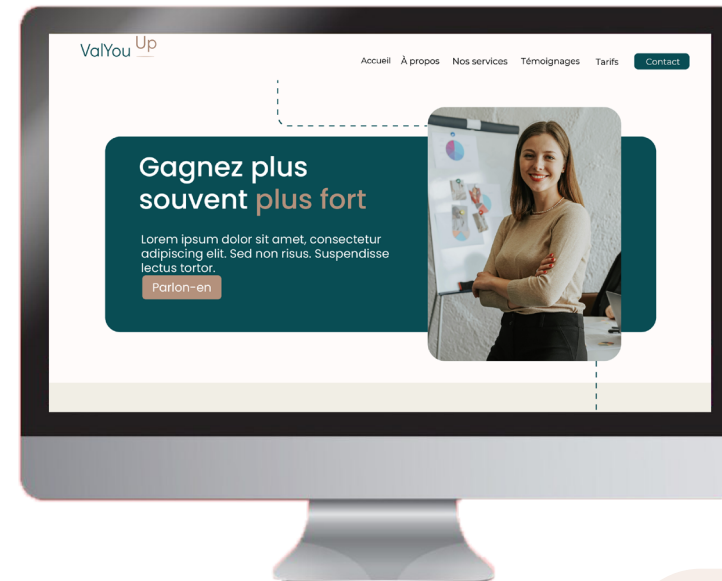 ValYou Up
Accueil À propos Nos services Témoignages Tarifs Contact
Gagnez plus
souvent plus fort
Lorem ipsum dolor sit amet, consectetur
adipiscing elit. Sed non risus. Suspendisse
lectus tortor.
Parlon-en